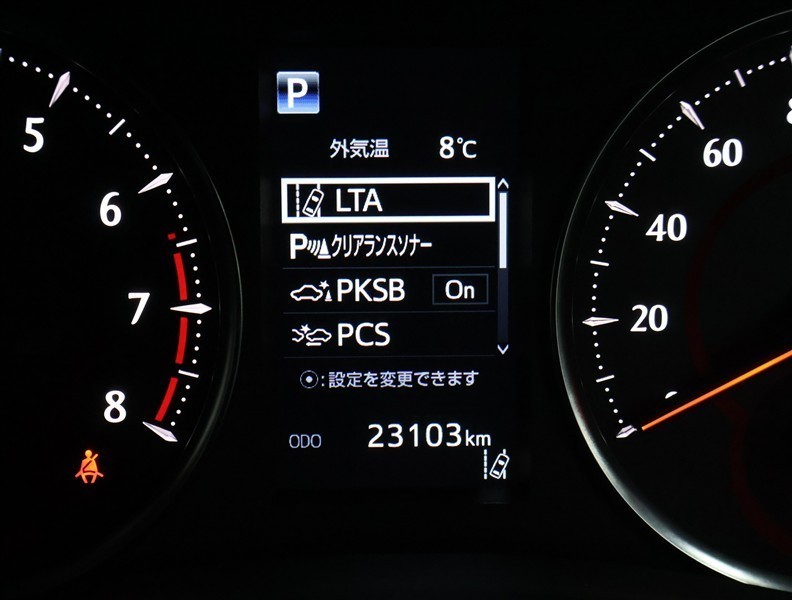 P
外気温 8℃
LTA
Pクリアランスソナー
PKSB On
PCS
:設定を変更できます
ODO 23103km
5
6
7
8
60
40
20